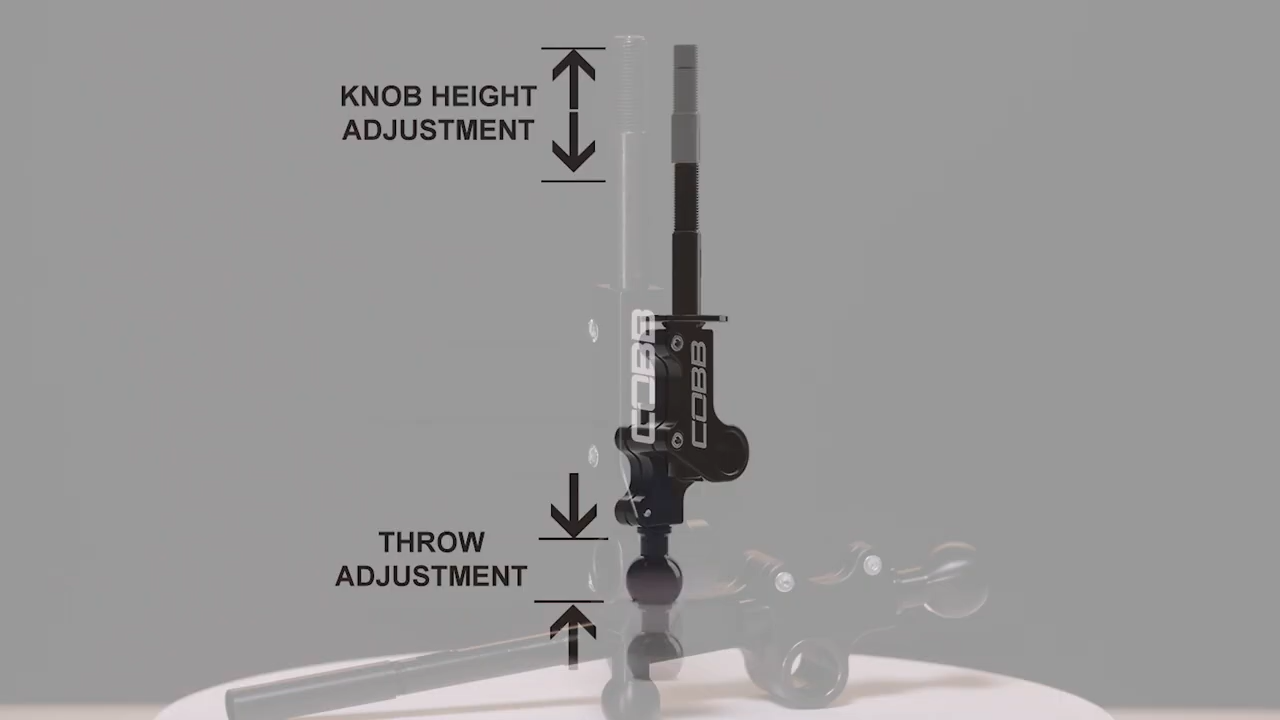 KNOB HEIGHT
ADJUSTMENT
COBB
COBB
THROW
ADJUSTMENT